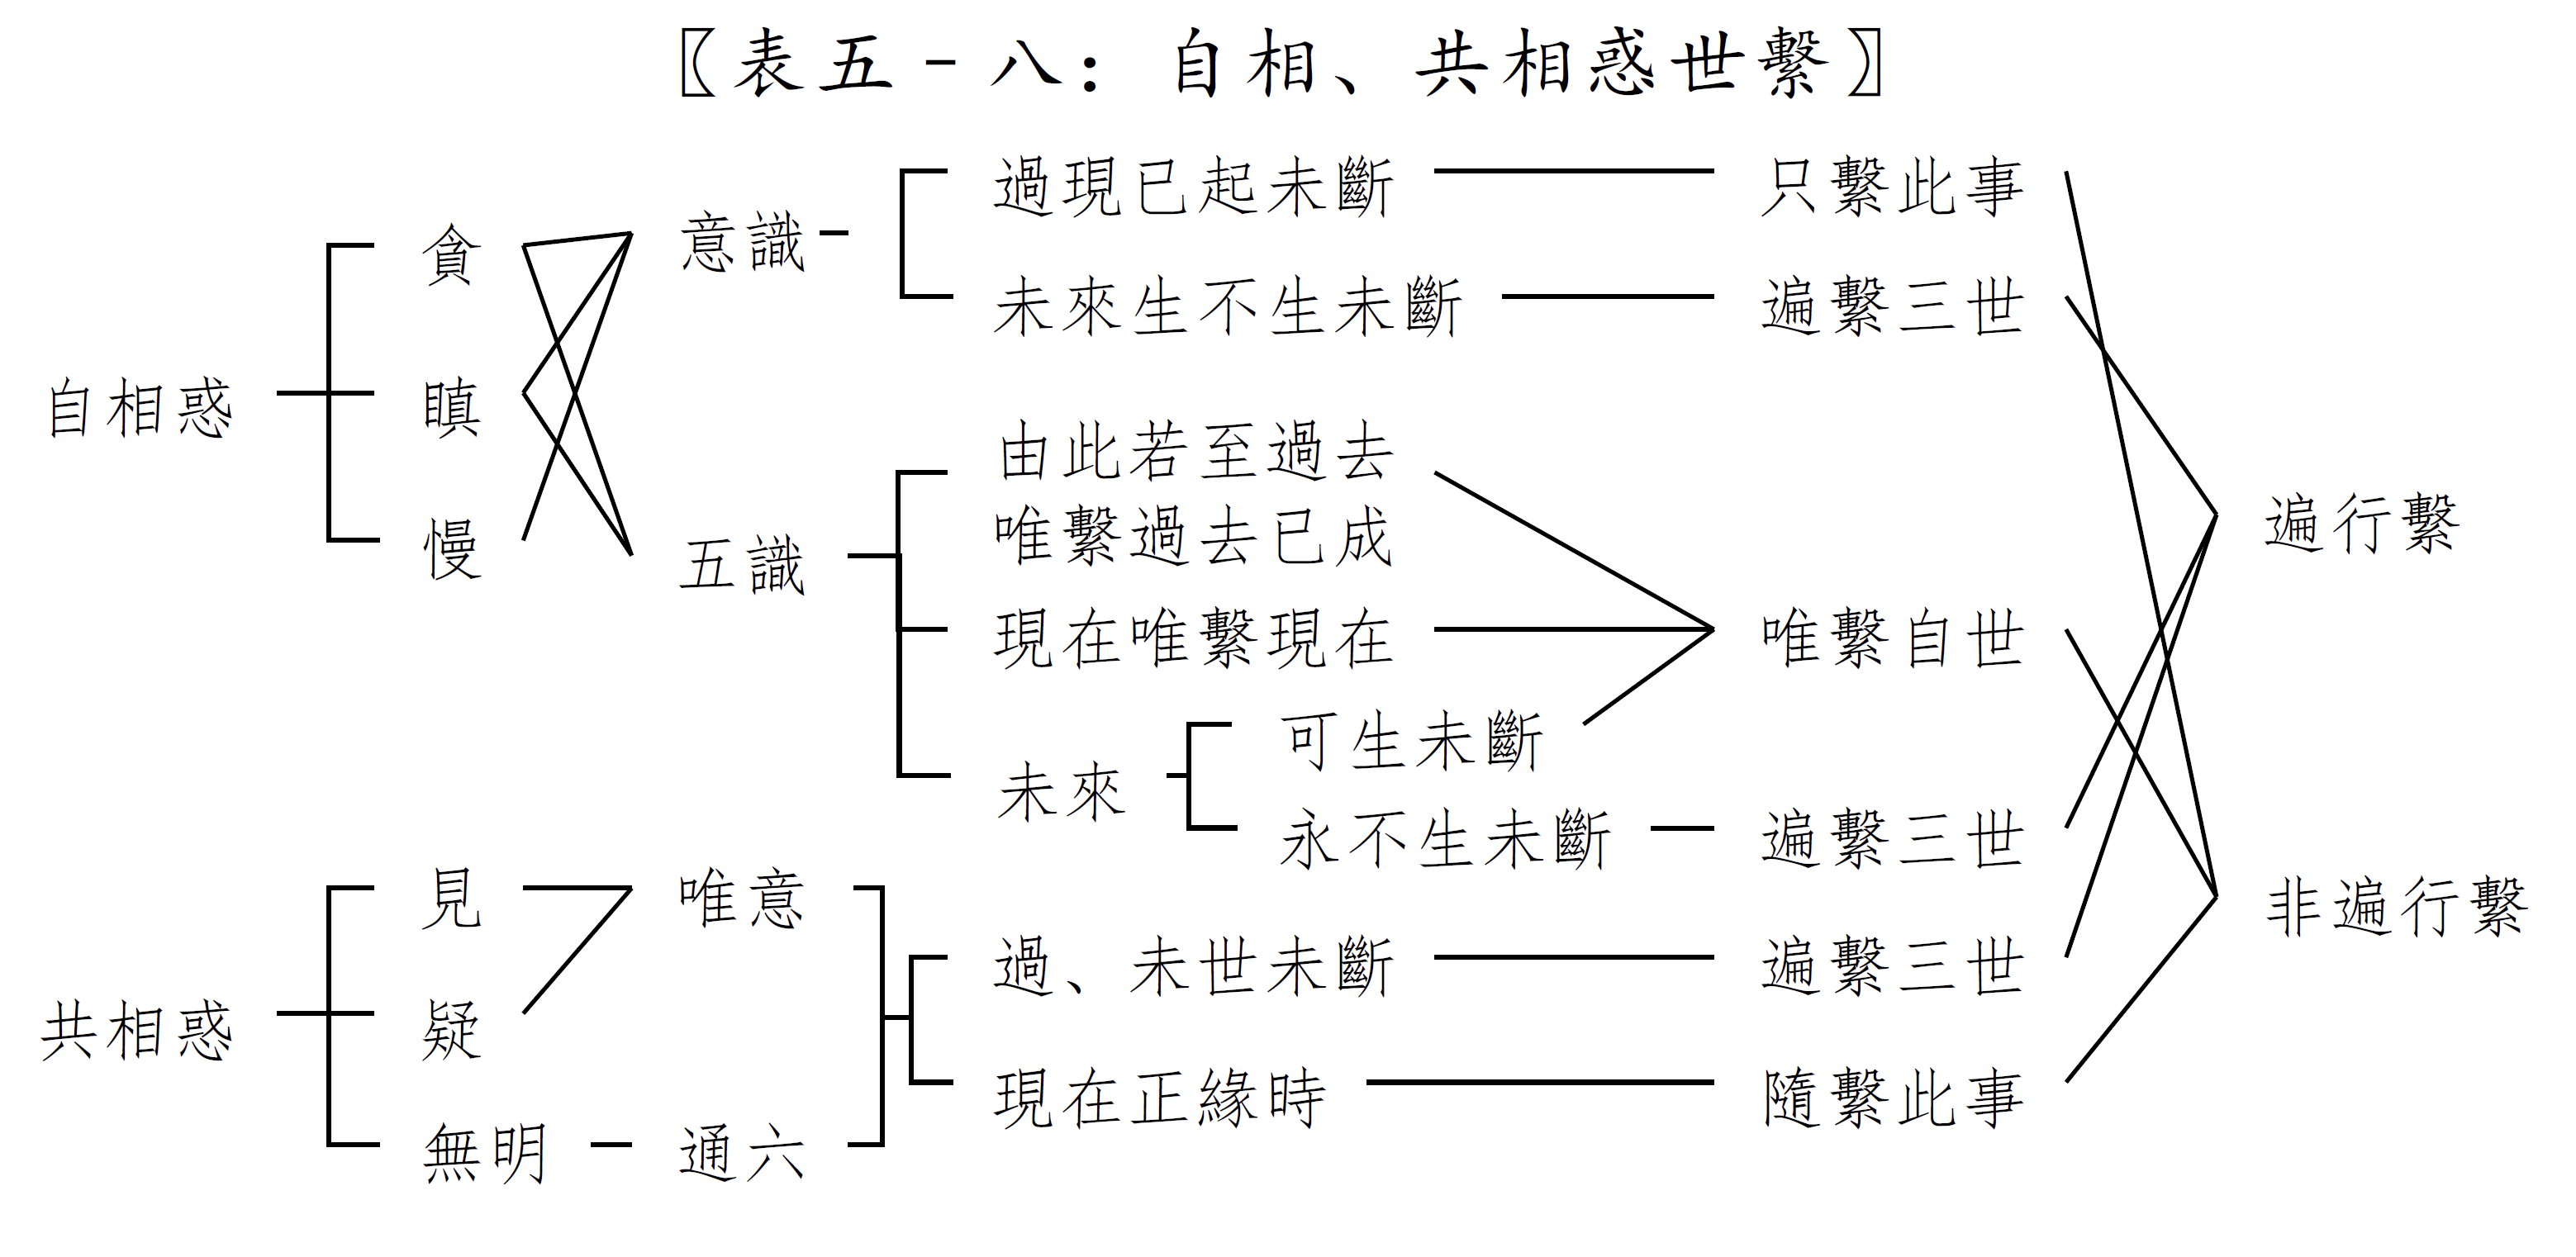 〖表五-八：自相、共相惑世繫〗
過現已起未斷
只繫此事
貪
意識
未來生不生未斷
遍繫三世
自相惑
瞋
由此若至過去
唯繫過去已成
遍行繫
慢
五識
現在唯繫現在
唯繫自世
可生未斷
未來
永不生未斷
遍繫三世
見
唯意
非遍行繫
過、未世未斷
遍繫三世
共相惑
疑
現在正緣時
隨繫此事
無明
通六